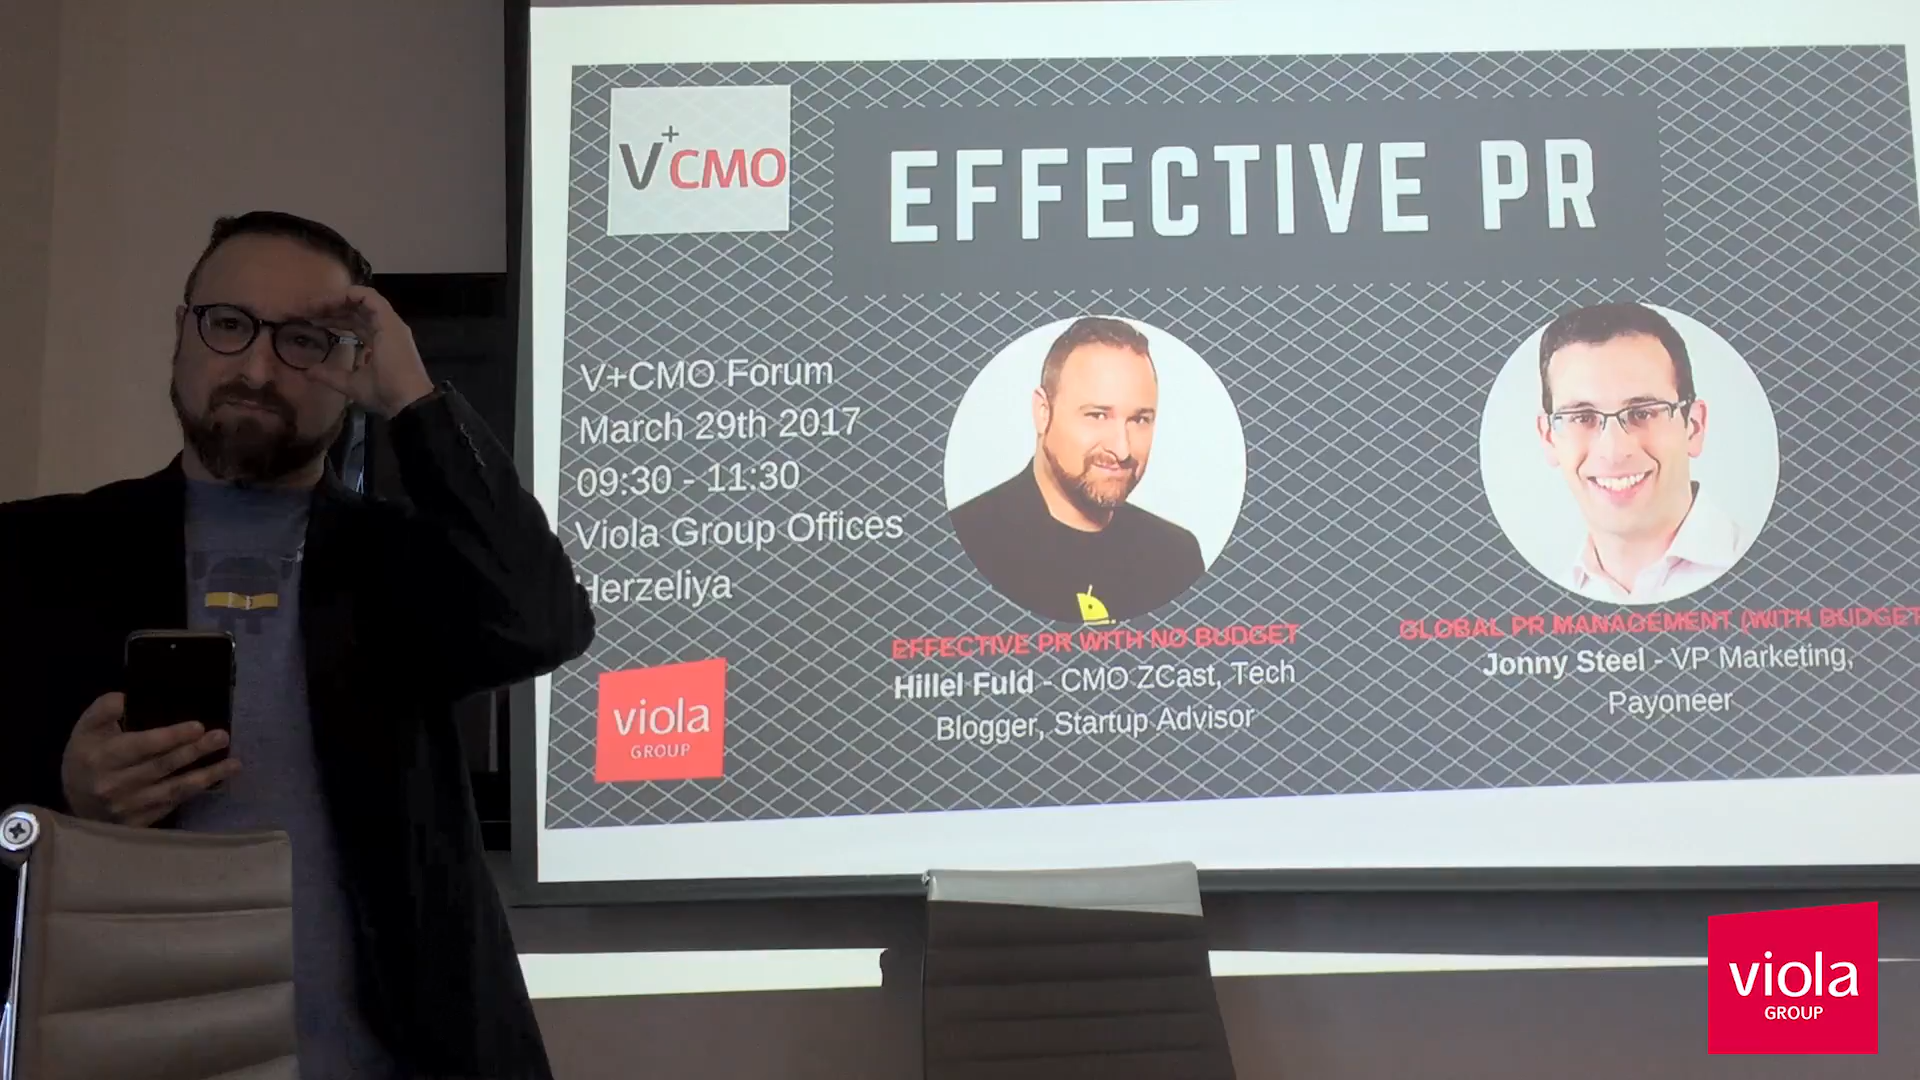 V+CMO
EFFECTIVE PR
V+CMO Forum
March 29th 2017
09:30 - 11:30
Viola Group Offices
Herzeliya
viola
GROUP
EFFECTIVE PR WITH NO BUDGET
Hillel Fuld - CMO ZCast, Tech
Blogger, Startup Advisor
GLOBAL PR MANAGEMENT (WITH BUDGET
Jonny Steel - VP Marketing,
Payoneer
viola
GROUP